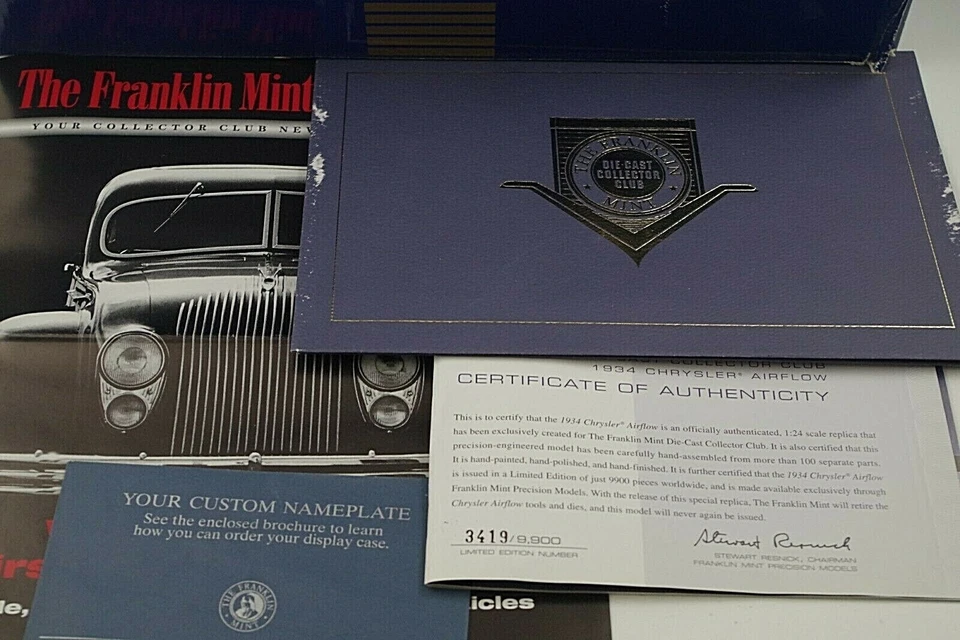 The Franklin Mint
YOUR COLLECTOR CLUB NEW
THE FRANKLIN
DIE-CAST
COLLECTOR
CLUB
MINT
CAST COLLECTOR CLUB
1934 CHRYSLER® AIRFLOW
CERTIFICATE OF AUTHENTICITY
This is to certify that the 1934 Chrysler® Airflow is an officially authenticated, 1:24 scale replica that
has been exclusively created for The Franklin Mint Die-Cast Collector Club. It is also certified that this
precision-engineered model has been carefully hand-assembled from more than 100 separate parts.
It is hand-painted, hand-polished, and hand-finished. It is further certified that the 1934 Chrysler® Airflow
is issued in a Limited Edition of just 9900 pieces worldwide, and is made available exclusively through
Franklin Mint Precision Models. With the release of this special replica, The Franklin Mint will retire the
Chrysler Airflow tools and dies, and this model will never again be issued.
3419/9,900
LIMITED EDITION NUMBER
Stewart Resnick
STEWART RESNICK, CHAIRMAN
FRANKLIN MINT PRECISION MODELS
YOUR CUSTOM NAMEPLATE
See the enclosed brochure to learn
how you can order your display case.
THE FRANKLIN
MINT
irs
le,
icles